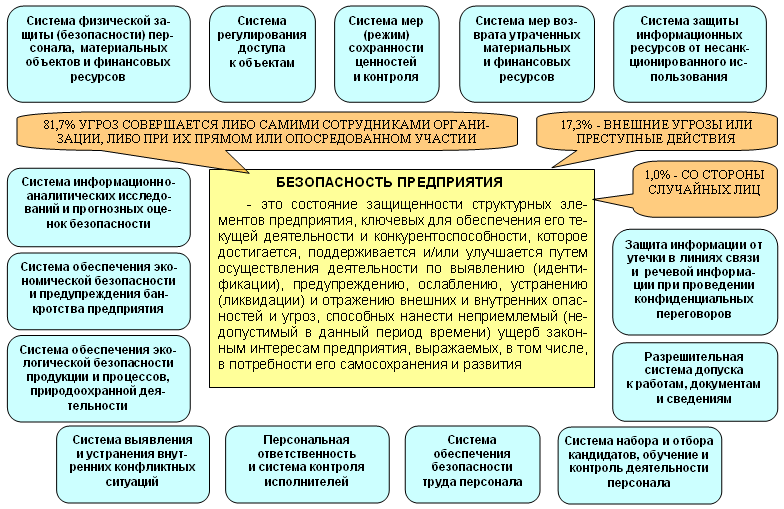 Система физической за-
щиты (безопасности) пер-
сонала, материальных
объектов и финансовых
ресурсов
Система
регулирования
доступа
к объектам
Система мер
(режим)
сохранности
ценностей
и контроля
Система мер воз-
врата утраченных
материальных
и финансовых
ресурсов
Система защиты
информационных
ресурсов от несанк-
ционированного ис-
пользования
81,7% УГРОЗ СОВЕРШАЕТСЯ ЛИБО САМИМИ СОТРУДНИКАМИ ОРГАНИ-
ЗАЦИИ, ЛИБО ПРИ ИХ ПРЯМОМ ИЛИ ОПОСРЕДОВАННОМ УЧАСТИИ
17,3% - ВНЕШНИЕ УГРОЗЫ ИЛИ
ПРЕСТУПНЫЕ ДЕЙСТВИЯ
1,0% - СО СТОРОНЫ
СЛУЧАЙНЫХ ЛИЦ
Система информационно-
аналитических исследо-
ваний и прогнозных оце-
нок безопасности
Система обеспечения эко-
номической безопасности
и предупреждения бан-
кротства предприятия
Система обеспечения эко-
логической безопасности
продукции и процессов,
природоохранной дея-
тельности
БЕЗОПАСНОСТЬ ПРЕДПРИЯТИЯ
- это состояние защищенности структурных эле-
ментов предприятия, ключевых для обеспечения его те-
кущей деятельности и конкурентоспособности, которое
достигается, поддерживается и/или улучшается путем
осуществления деятельности по выявлению (иденти-
фикации), предупреждению, ослаблению, устранению
(ликвидации) и отражению внешних и внутренних опас-
ностей и угроз, способных нанести неприемлемый (не-
допустимый в данный период времени) ущерб закон-
ным интересам предприятия, выражаемых, в том числе,
в потребности его самосохранения и развития
Защита информации от
утечки в линиях связи
и речевой информа-
ции при проведении
конфиденциальных
переговоров
Разрешительная
система допуска
к работам, документам
и сведениям
Система выявления
и устранения внут-
ренних конфликтных
ситуаций
Персональная
ответственность
и система контроля
исполнителей
Система
обеспечения
безопасности
труда персонала
Система набора и отбора
кандидатов, обучение и
контроль деятельности
персонала